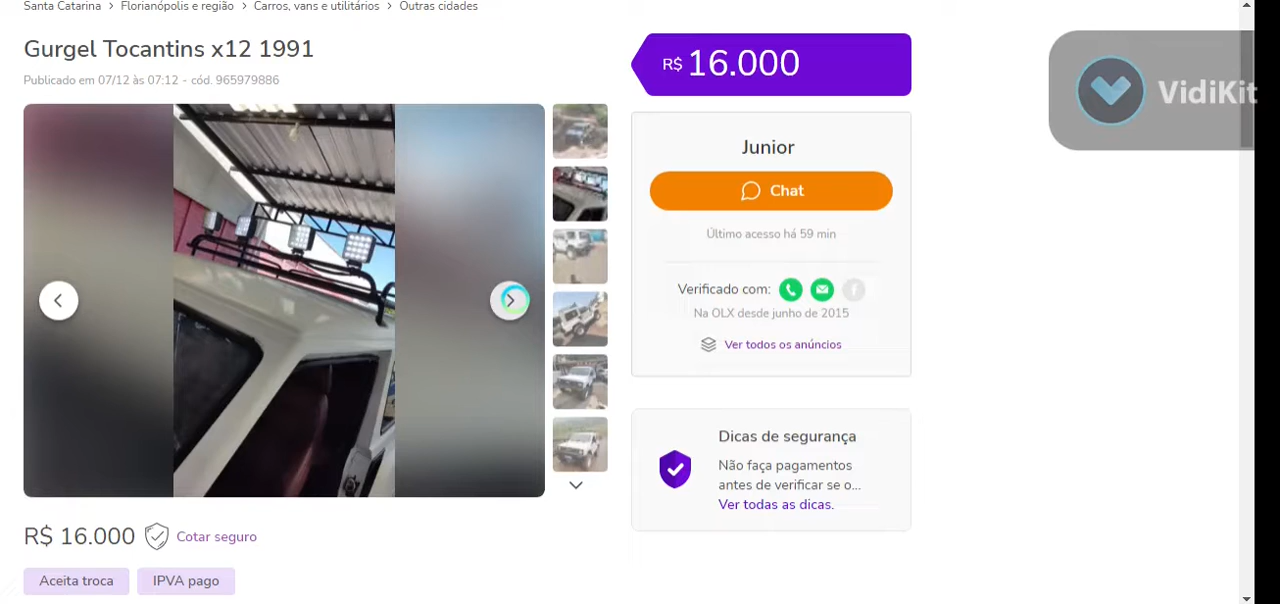 Santa Catarina > Florianópolis e região > Carros, vans e utilitários > Outras cidades
Gurgel Tocantins x12 1991
Publicado em 07/12 às 07:12 - cód. 965979886
R$ 16.000
VidiKit
Junior
Chat
Último acesso há 59 min
Verificado com:
Na OLX desde junho de 2015
Ver todos os anúncios
Dicas de segurança
Não faça pagamentos
antes de verificar se o...
Ver todas as dicas.
R$ 16.000 Cotar seguro
Aceita troca IPVA pago